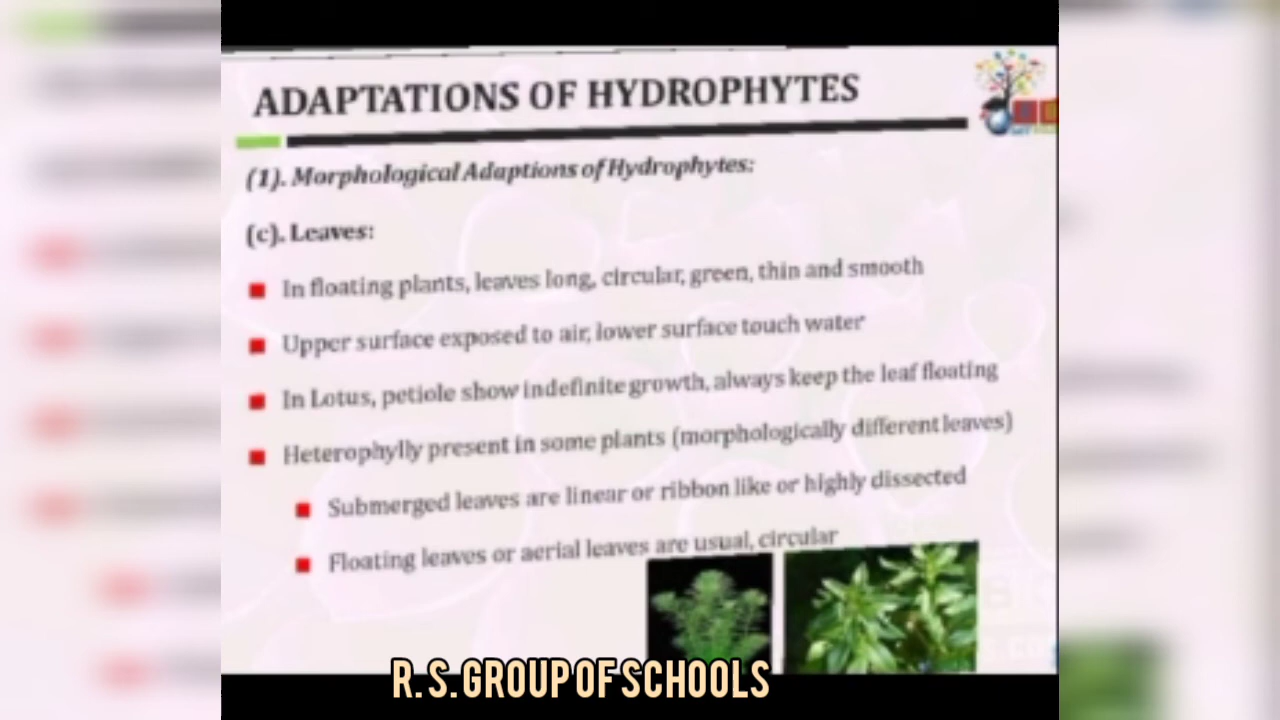 ADAPTATIONS OF HYDROPHYTES
(1). Morphological Adaptions of Hydrophytes:
(c). Leaves:
In floating plants, leaves long, circular, green, thin and smooth
Upper surface exposed to air, lower surface touch water
In Lotus, petiole show indefinite growth, always keep the leaf floating
Heterophylly present in some plants (morphologically different leaves)
Submerged leaves are linear or ribbon like or highly dissected
Floating leaves or aerial leaves are usual, circular
R. S. GROUP OF SCHOOLS